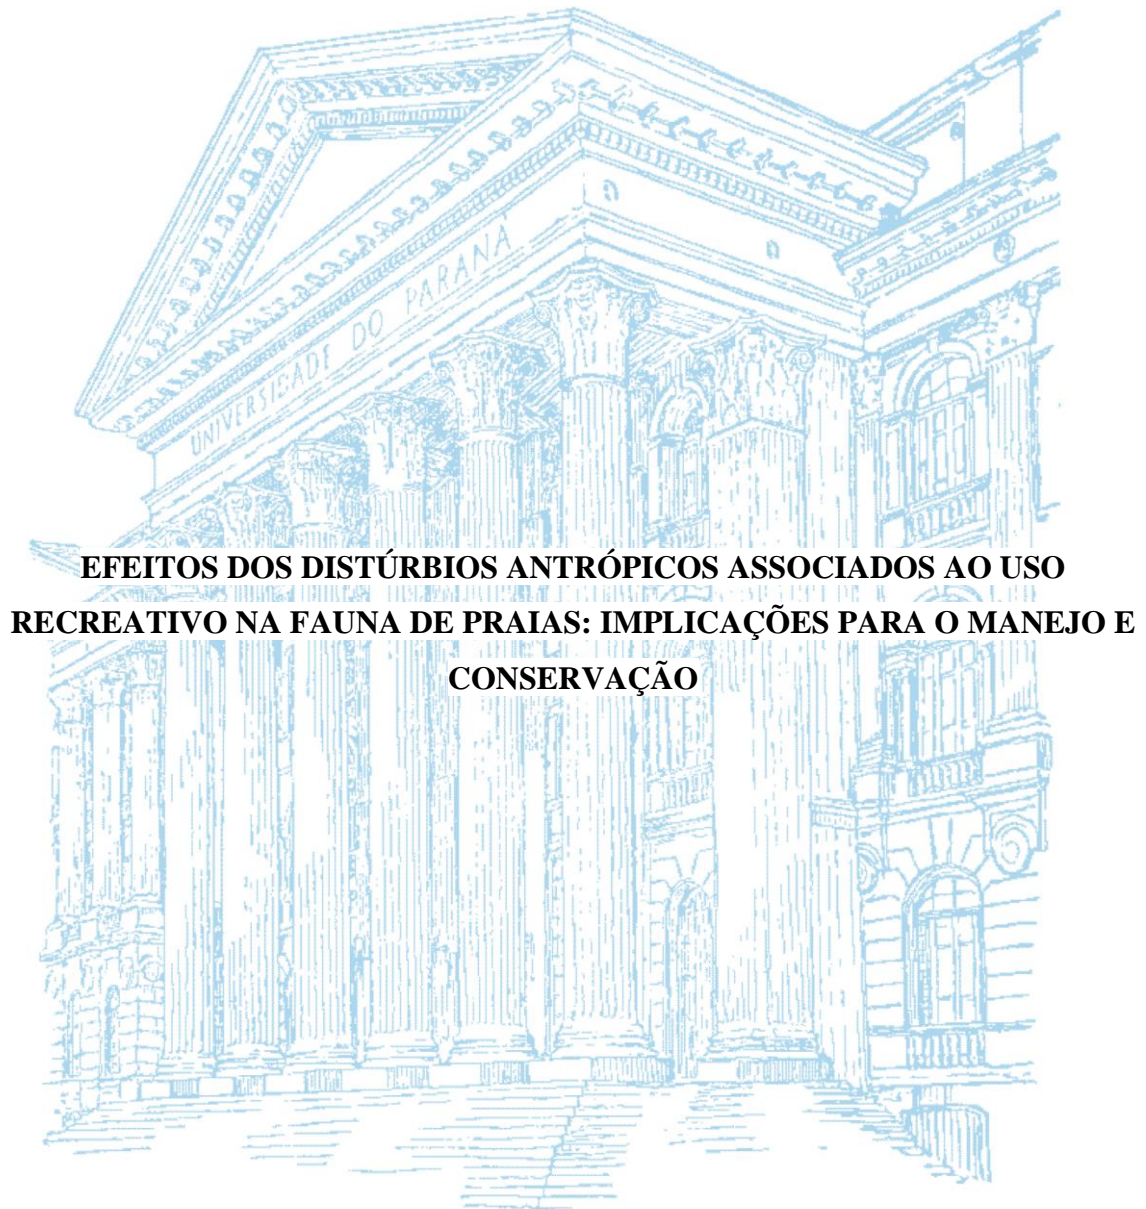 UNIVERSIDADE DO PARANÁ
EFEITOS DOS DISTÚRBIOS ANTRÓPICOS ASSOCIADOS AO USO
RECREATIVO NA FAUNA DE PRAIAS: IMPLICAÇÕES PARA O MANEJO E
CONSERVAÇÃO